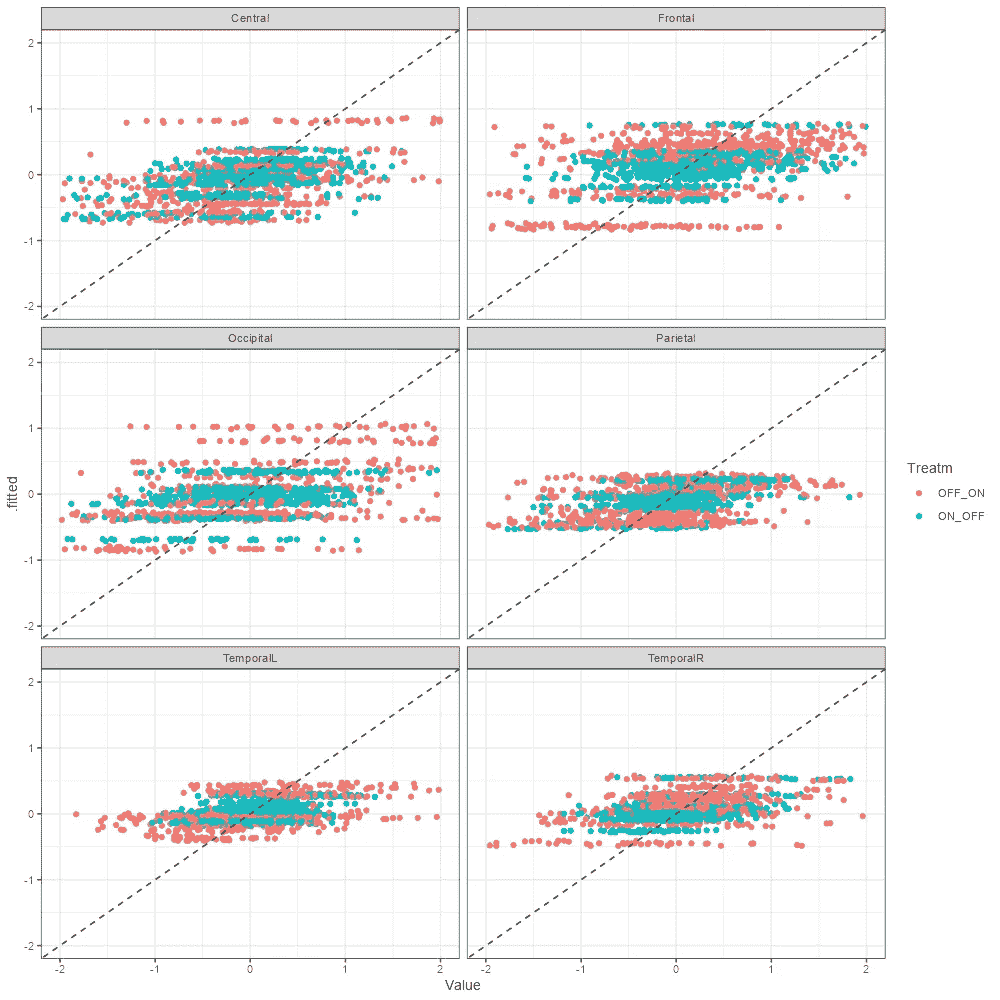 Central
Frontal
2
1
0
-1
-2
Occipital
Parietal
2
1
0
-1
-2
.fitted
Treatm
OFF_ON
ON_OFF
TemporalL
TemporalR
2
1
0
-1
-2
-2 -1 0 1 2 -2 -1 0 1 2
Value